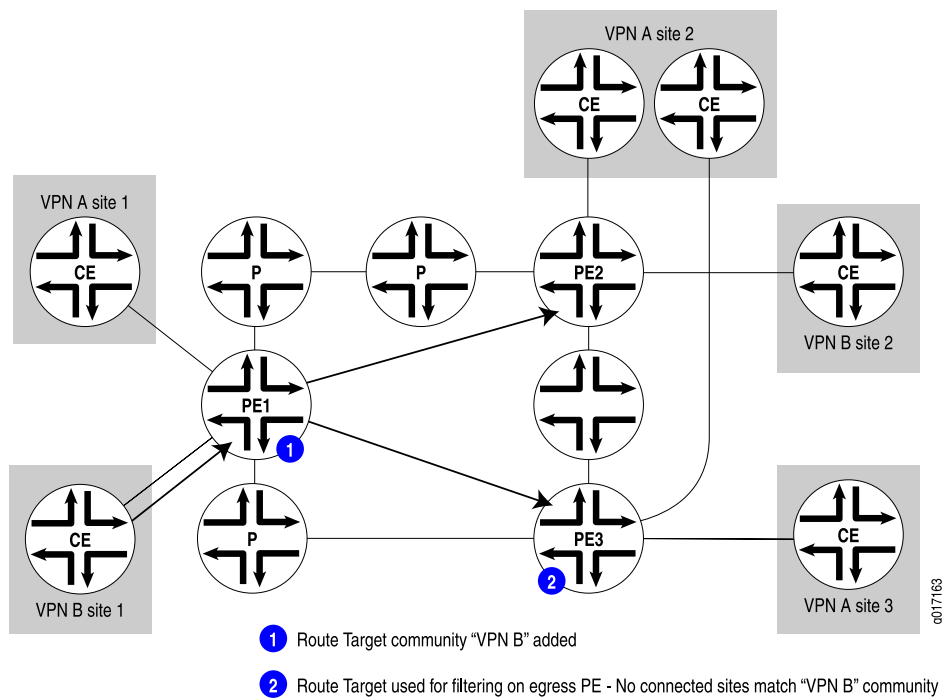 VPN A site 2
CE
CE
VPN A site 1
CE
P
P
PE2
CE
VPN B site 2
PE1
1
CE
VPN B site 1
P
PE3
2
CE
VPN A site 3
g017163
1 Route Target community “VPN B” added
2 Route Target used for filtering on egress PE - No connected sites match “VPN B” community